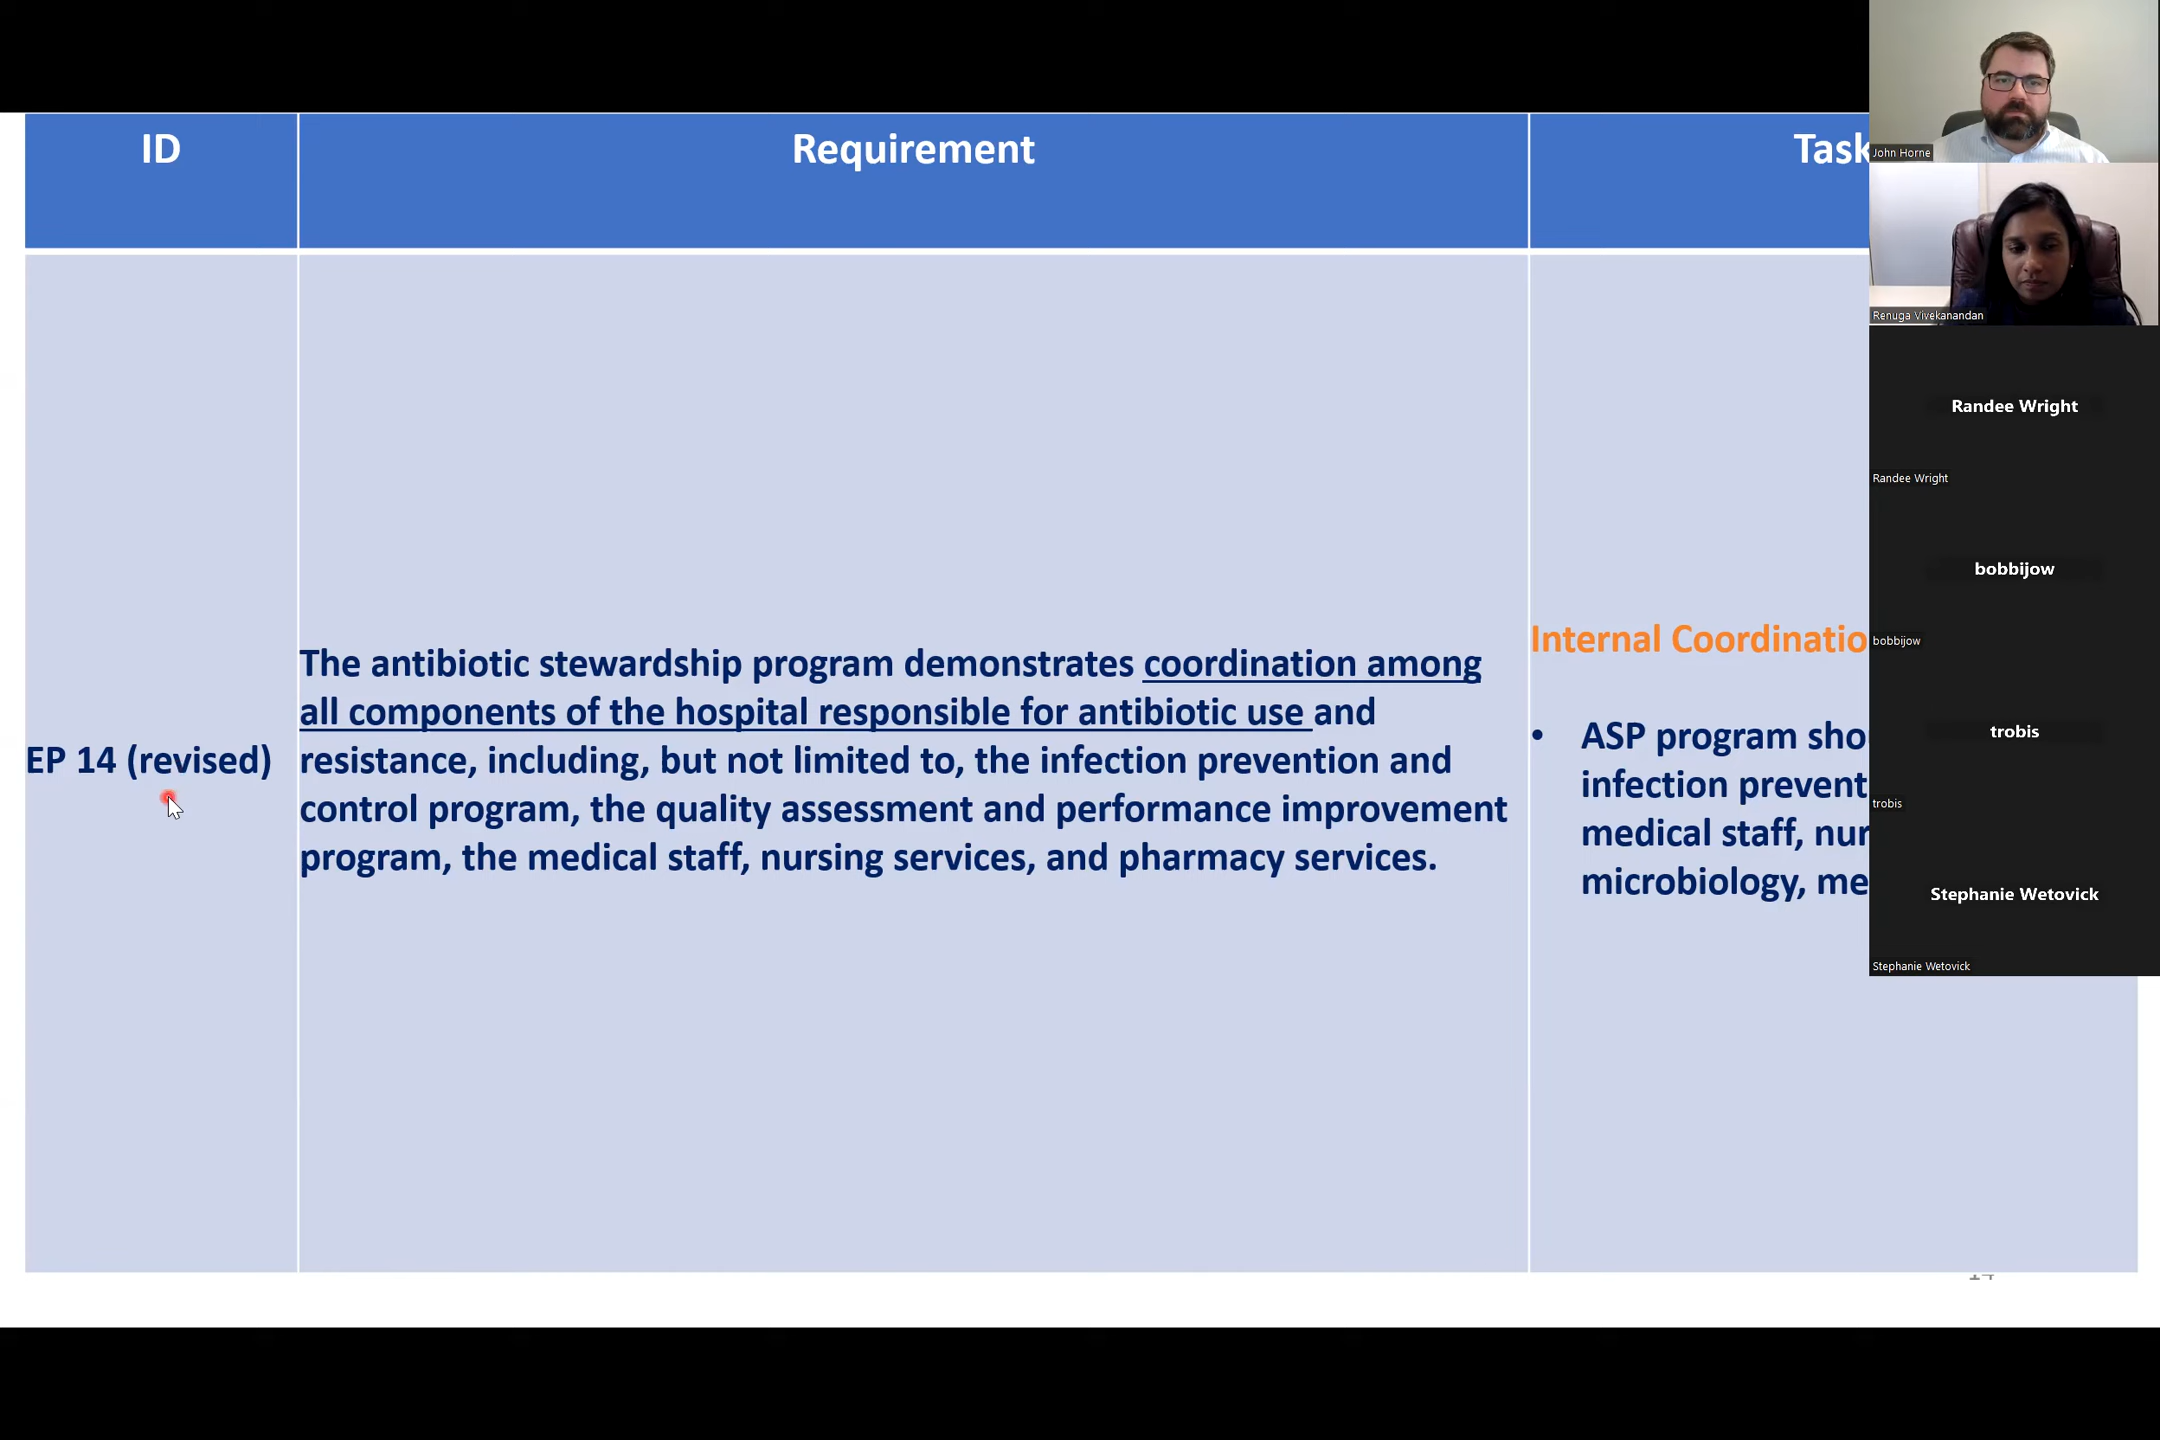 ID
Requirement
Task
EP 14 (revised)
The antibiotic stewardship program demonstrates coordination among
all components of the hospital responsible for antibiotic use and
resistance, including, but not limited to, the infection prevention and
control program, the quality assessment and performance improvement
program, the medical staff, nursing services, and pharmacy services.
Internal Coordinatio
• ASP program sho
infection prevent
medical staff, nur
microbiology, me
14
John Horne
Renuga Vivekanandan
Randee Wright
Randee Wright
bobbijow
bobbijow
trobis
trobis
Stephanie Wetovick
Stephanie Wetovick